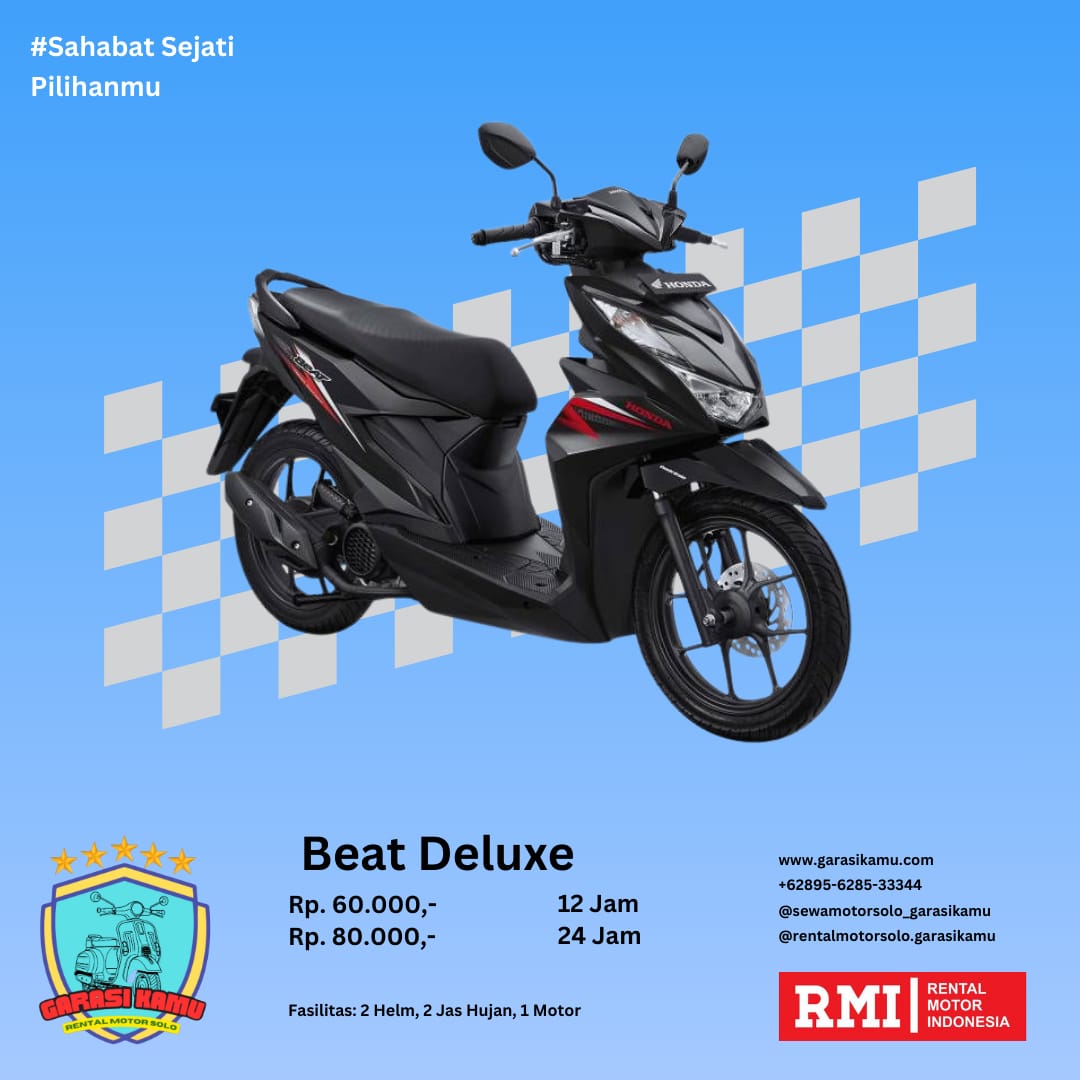 #Sahabat Sejati
Pilihanmu
HONDA
HONDA
BeAT
Beat Deluxe
Rp. 60.000,- 12 Jam
Rp. 80.000,- 24 Jam
Fasilitas: 2 Helm, 2 Jas Hujan, 1 Motor
www.garasikamu.com
+62895-6285-33344
@sewamotorsolo_garasikamu
@rentalmotorsolo.garasikamu
GARASI KAMU
RENTAL MOTOR SOLO
RMI
RENTAL
MOTOR
INDONESIA